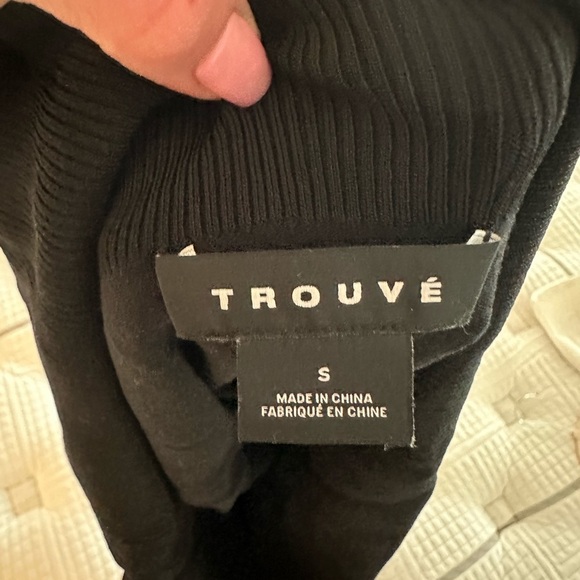 TROUVÉ
S
MADE IN CHINA
FABRIQUÉ EN CHINE